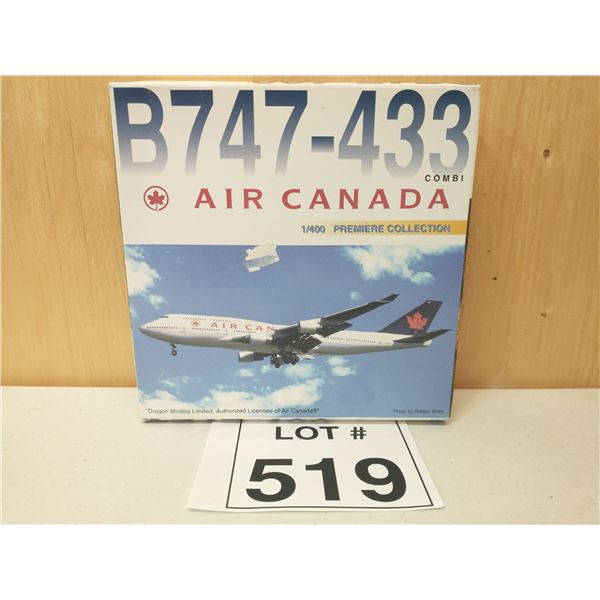 B747-433
COMBI
AIR CANADA
1/400 PREMIERE COLLECTION
AIR CAN
"Dragon Models Limited, Authorized Licensee of Air Canada®"
Photo by Robbie Shaw
LOT #
519